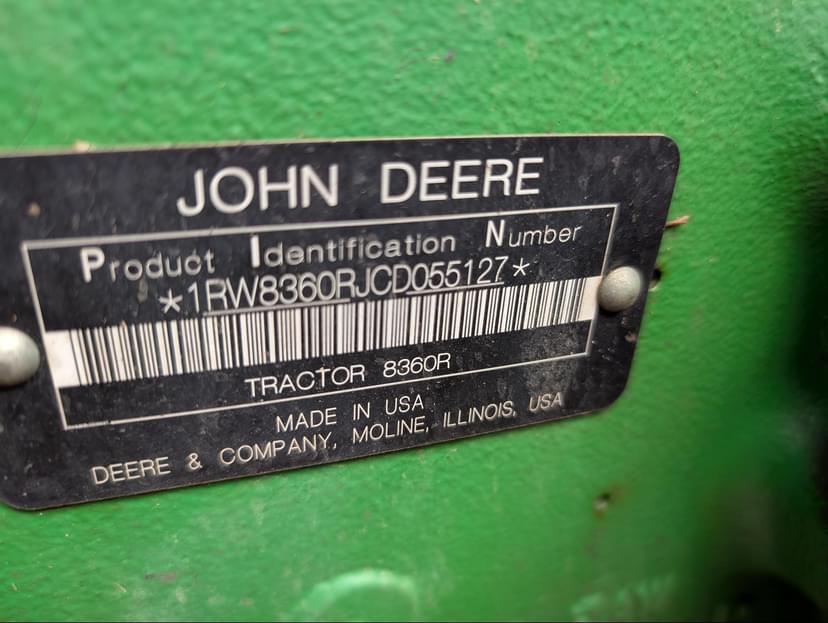 JOHN DEERE
Product Identification Number
*1RW8360RJCD055127*
TRACTOR 8360R
MADE IN USA
DEERE & COMPANY, MOLINE, ILLINOIS, USA